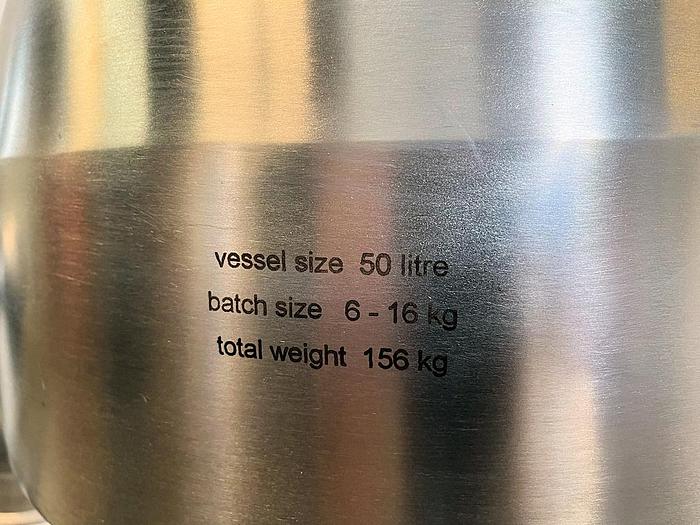 vessel size 50 litre
batch size 6 - 16 kg
total weight 156 kg